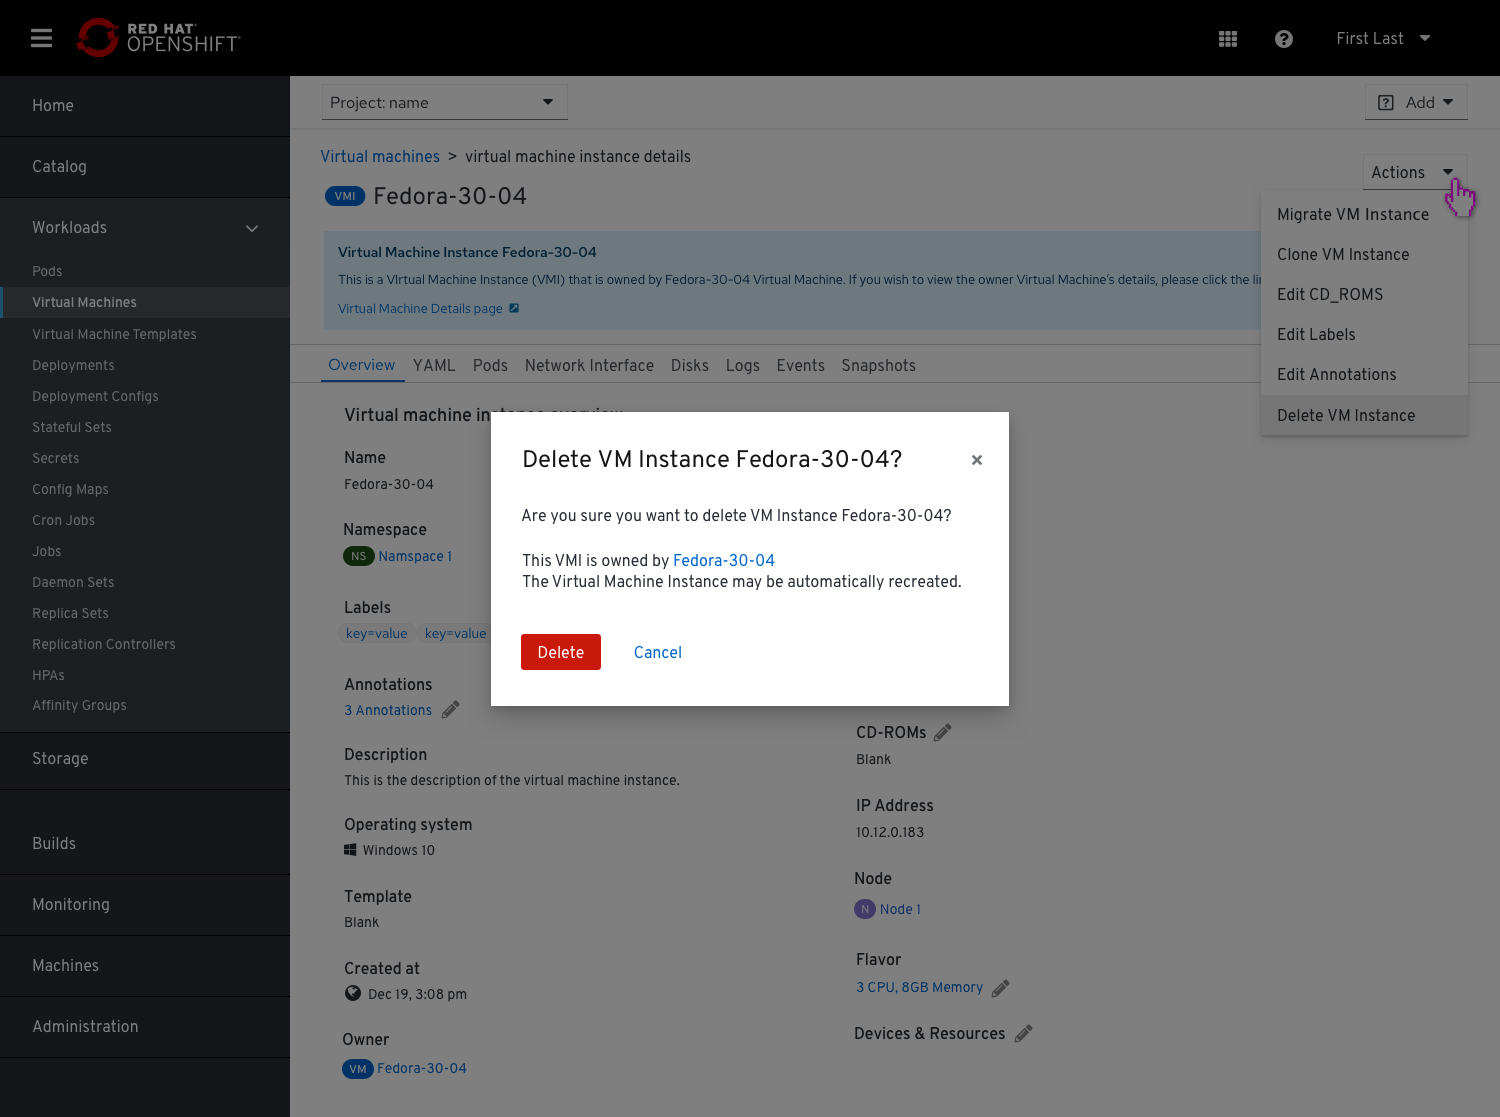 RED HAT
OPENSHIFT
First Last
Home
Catalog
Workloads
Pods
Virtual Machines
Virtual Machine Templates
Deployments
Deployment Configs
Stateful Sets
Secrets
Config Maps
Cron Jobs
Jobs
Daemon Sets
Replica Sets
Replication Controllers
HPAs
Affinity Groups
Storage
Builds
Monitoring
Machines
Administration
Project: name
Add
Virtual machines > virtual machine instance details
Actions
VMI Fedora-30-04
Migrate VM Instance
Clone VM Instance
Edit CD_ROMS
Edit Labels
Edit Annotations
Delete VM Instance
Virtual Machine Instance Fedora-30-04
This is a VIrtual Machine Instance (VMI) that is owned by Fedora-30-04 Virtual Machine. If you wish to view the owner Virtual Machine's details, please click the
Virtual Machine Details page
Overview YAML Pods Network Interface Disks Logs Events Snapshots
Virtual machine
Name
Fedora-30-04
Namespace
NS Namspace 1
Labels
key=value key=value
Annotations
3 Annotations
Description
This is the description of the virtual machine instance.
Operating system
Windows 10
Template
Blank
Created at
Dec 19, 3:08 pm
Owner
VM Fedora-30-04
Delete VM Instance Fedora-30-04?
Are you sure you want to delete VM Instance Fedora-30-04?
This VMI is owned by Fedora-30-04
The Virtual Machine Instance may be automatically recreated.
Delete Cancel
CD-ROMs
Blank
IP Address
10.12.0.183
Node
N Node 1
Flavor
3 CPU, 8GB Memory
Devices & Resources